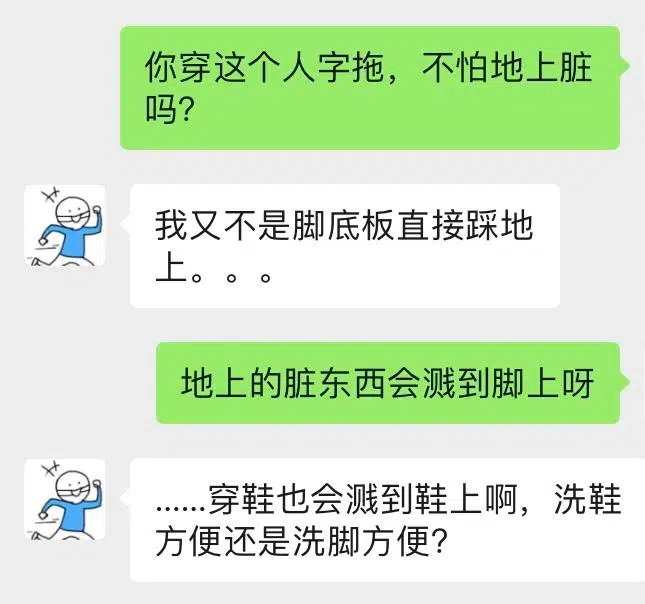 你穿这个人字拖，不怕地上脏
吗？
我又不是脚底板直接踩地
上。。。
地上的脏东西会溅到脚上呀
......穿鞋也会溅到鞋上啊，洗鞋
方便还是洗脚方便？